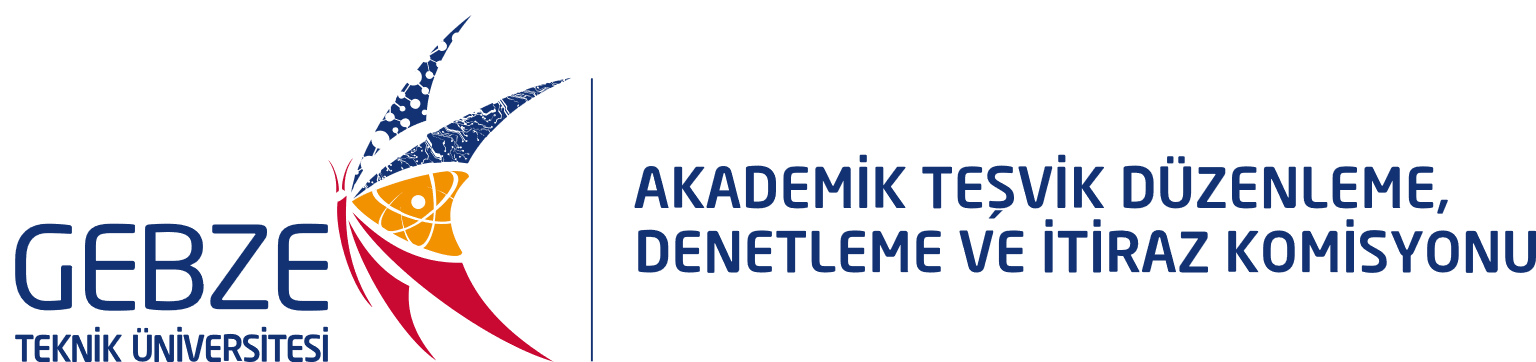 GEBZE
TEKNİK ÜNİVERSİTESİ
AKADEMİK TEŞVİK DÜZENLEME,
DENETLEME VE İTİRAZ KOMİSYONU